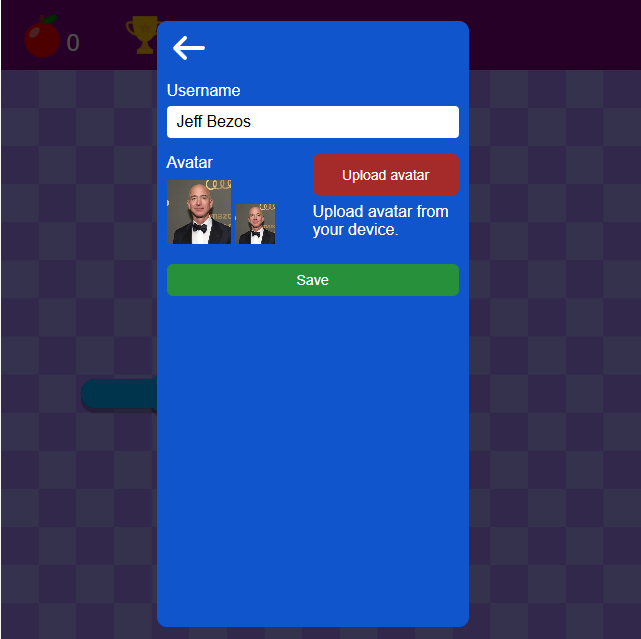 0
Username
Jeff Bezos
Avatar
Upload avatar
Upload avatar from
your device.
Save